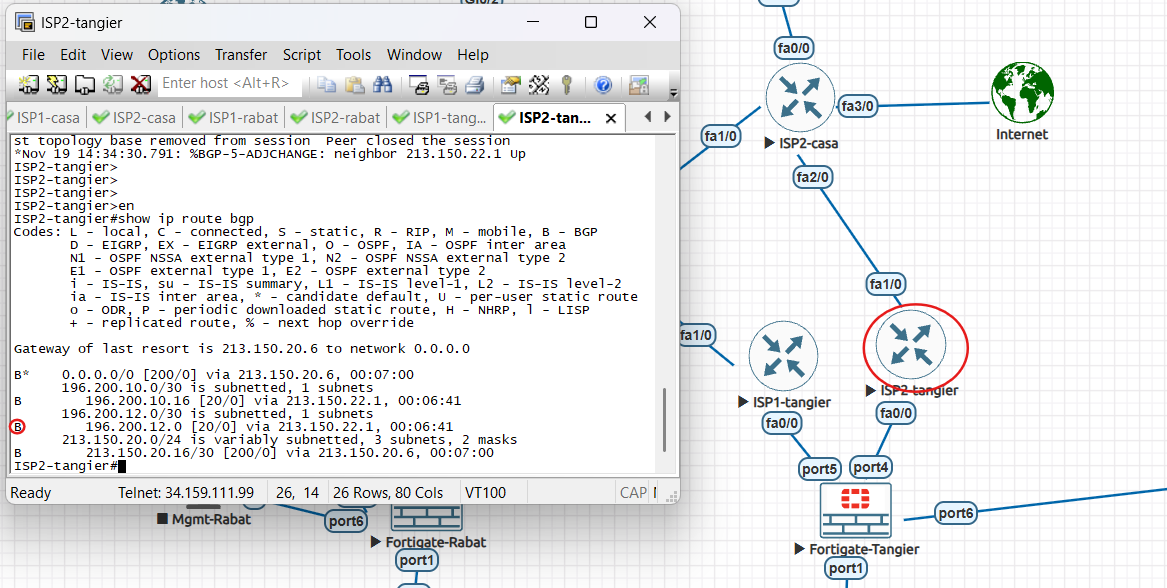 ISP2-tangier
File Edit View Options Transfer Script Tools Window Help
Enter host <Alt+R>
ISP1-casa ISP2-casa ISP1-rabat ISP2-rabat ISP1-tang... ISP2-tan...
st topology base removed from session  Peer closed the session
*Nov 19 14:34:30.791: %BGP-5-ADJCHANGE: neighbor 213.150.22.1 Up
ISP2-tangier>
ISP2-tangier>
ISP2-tangier>
ISP2-tangier>en
ISP2-tangier#show ip route bgp
Codes: L - local, C - connected, S - static, R - RIP, M - mobile, B - BGP
D - EIGRP, EX - EIGRP external, O - OSPF, IA - OSPF inter area
N1 - OSPF NSSA external type 1, N2 - OSPF NSSA external type 2
E1 - OSPF external type 1, E2 - OSPF external type 2
i - IS-IS, su - IS-IS summary, L1 - IS-IS level-1, L2 - IS-IS level-2
ia - IS-IS inter area, * - candidate default, U - per-user static route
o - ODR, P - periodic downloaded static route, H - NHRP, l - LISP
+ - replicated route, % - next hop override
Gateway of last resort is 213.150.20.6 to network 0.0.0.0
B* 0.0.0.0/0 [200/0] via 213.150.20.6, 00:07:00
196.200.10.0/30 is subnetted, 1 subnets
B 196.200.10.16 [20/0] via 213.150.22.1, 00:06:41
196.200.12.0/30 is subnetted, 1 subnets
B 196.200.12.0 [20/0] via 213.150.22.1, 00:06:41
213.150.20.0/24 is variably subnetted, 3 subnets, 2 masks
B 213.150.20.16/30 [200/0] via 213.150.20.6, 00:07:00
ISP2-tangier#
Ready Telnet: 34.159.111.99 26, 14 26 Rows, 80 Cols VT100 CAP
fa0/0
fa3/0
Internet
fa1/0
ISP2-casa
fa2/0
fa1/0
fa1/0
ISP1-tangier
ISP2-tangier
fa0/0
fa0/0
port5
port4
port6
Fortigate-Tangier
port1
Mgmt-Rabat
port6
Fortigate-Rabat
port1